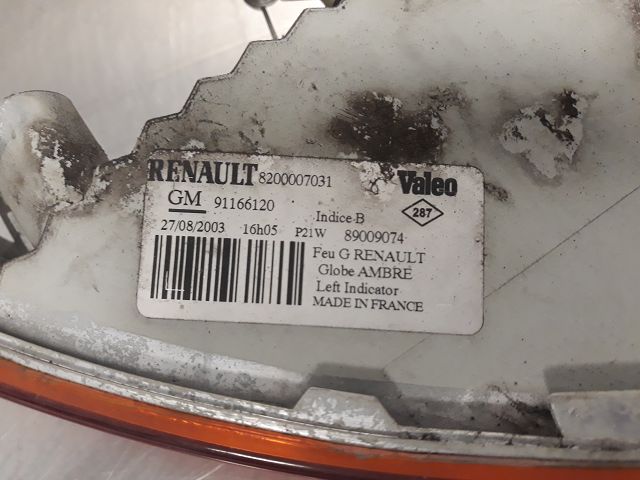 RENAULT 8200007031 Valeo
GM 91166120 287
Indice B
27/08/2003 16h05 P21W 89009074
Feu G RENAULT
Globe AMBRE
Left Indicator
MADE IN FRANCE